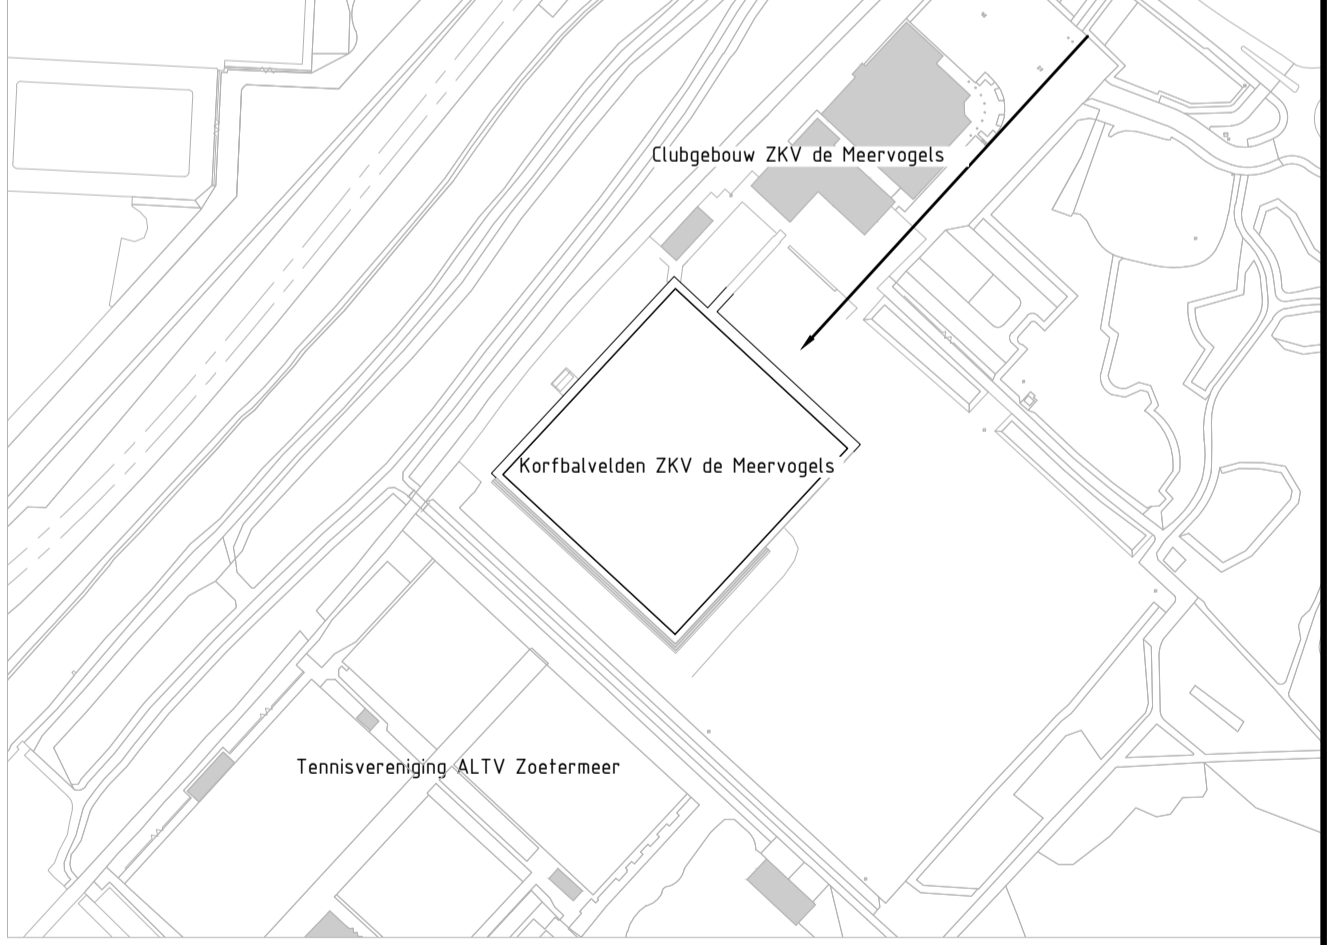 Clubgebouw ZKV de Meervogels
Korfbalvelden ZKV de Meervogels
Tennisvereniging ALTV Zoetermeer